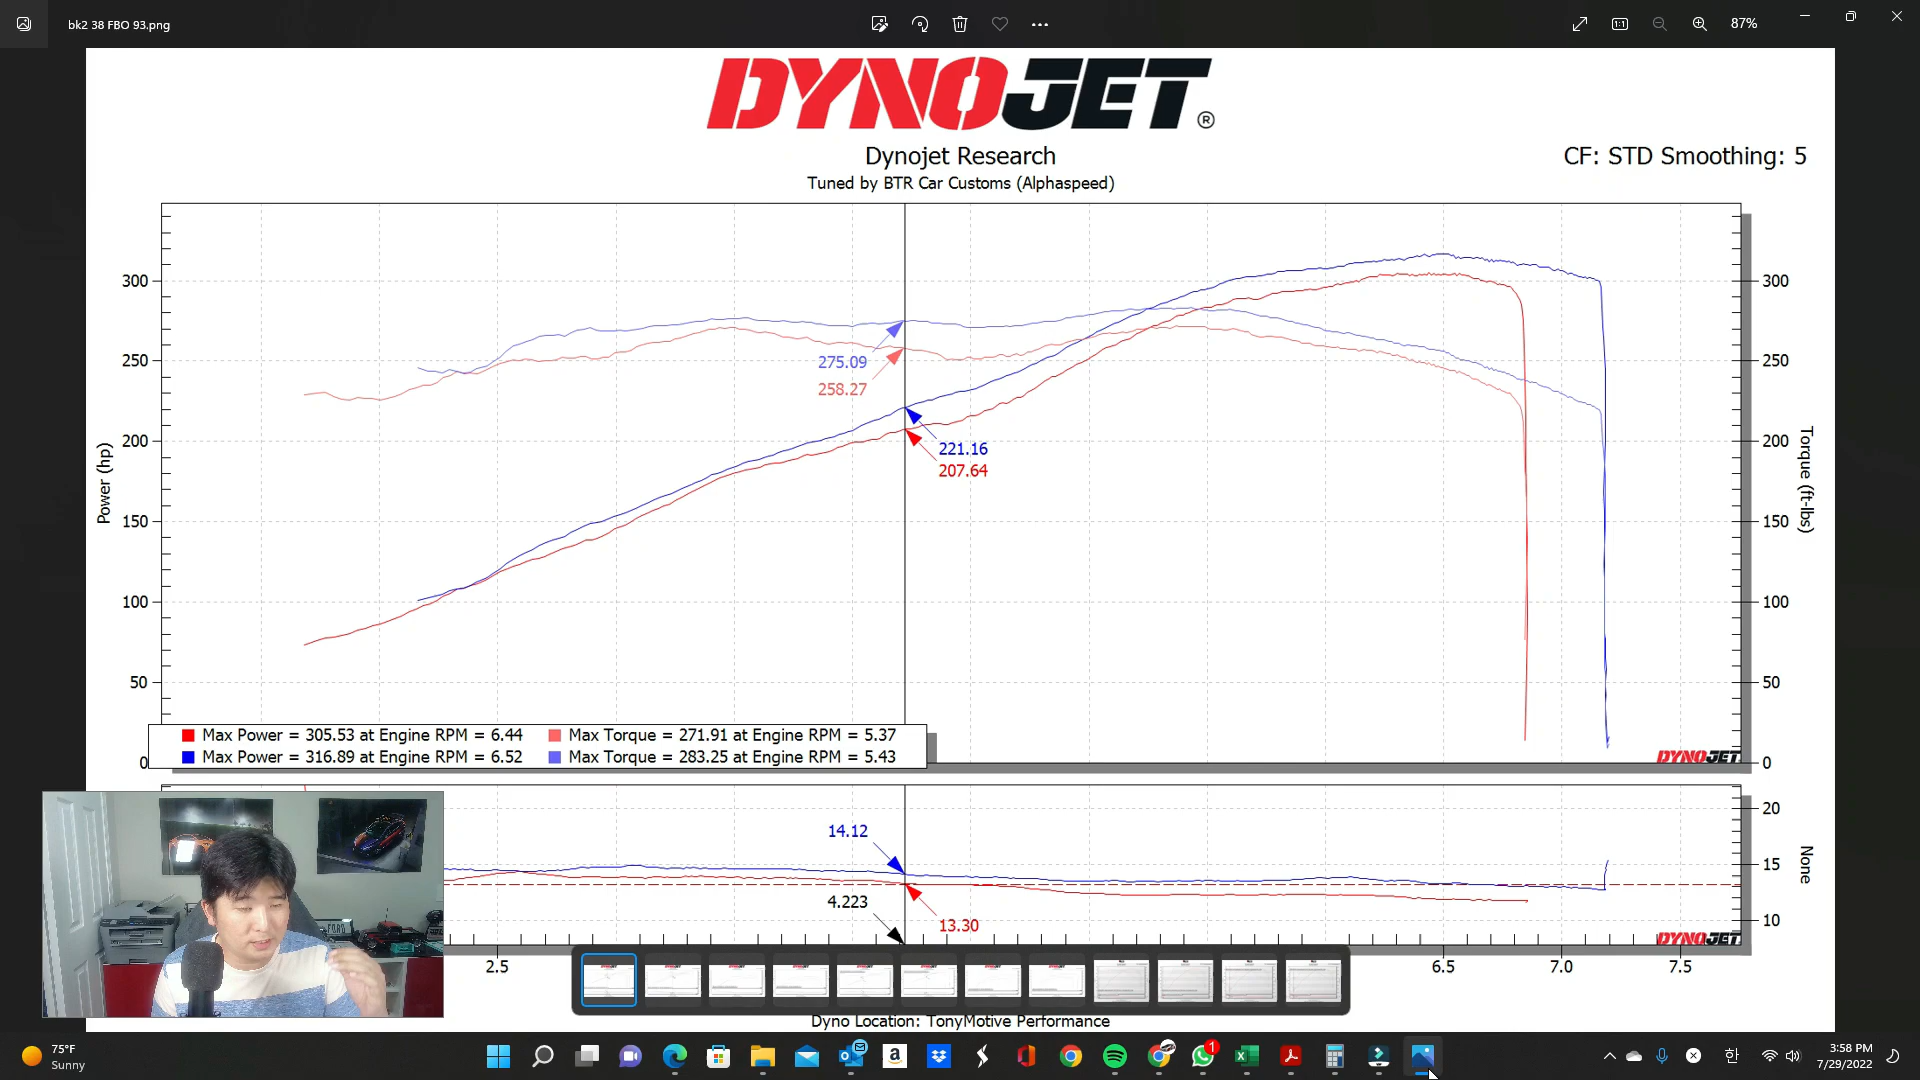 bk2 38 FBO 93.png
87%
DYNOJET®
Dynojet Research
CF: STD Smoothing: 5
Tuned by BTR Car Customs (Alphaspeed)
300
300
250
275.09
250
258.27
200
221.16
200
207.64
Power (hp)
Torque (ft-lbs)
150
150
100
100
50
50
Max Power = 305.53 at Engine RPM = 6.44
Max Torque = 271.91 at Engine RPM = 5.37
Max Power = 316.89 at Engine RPM = 6.52
Max Torque = 283.25 at Engine RPM = 5.43
0
DYNOJET
0
20
14.12
15
None
4.223
13.30
10
DYNOJET
2.5
6.5
7.0
7.5
Dyno Location: TonyMotive Performance
FORD
75°F
Sunny
1
한
3:58 PM
7/29/2022